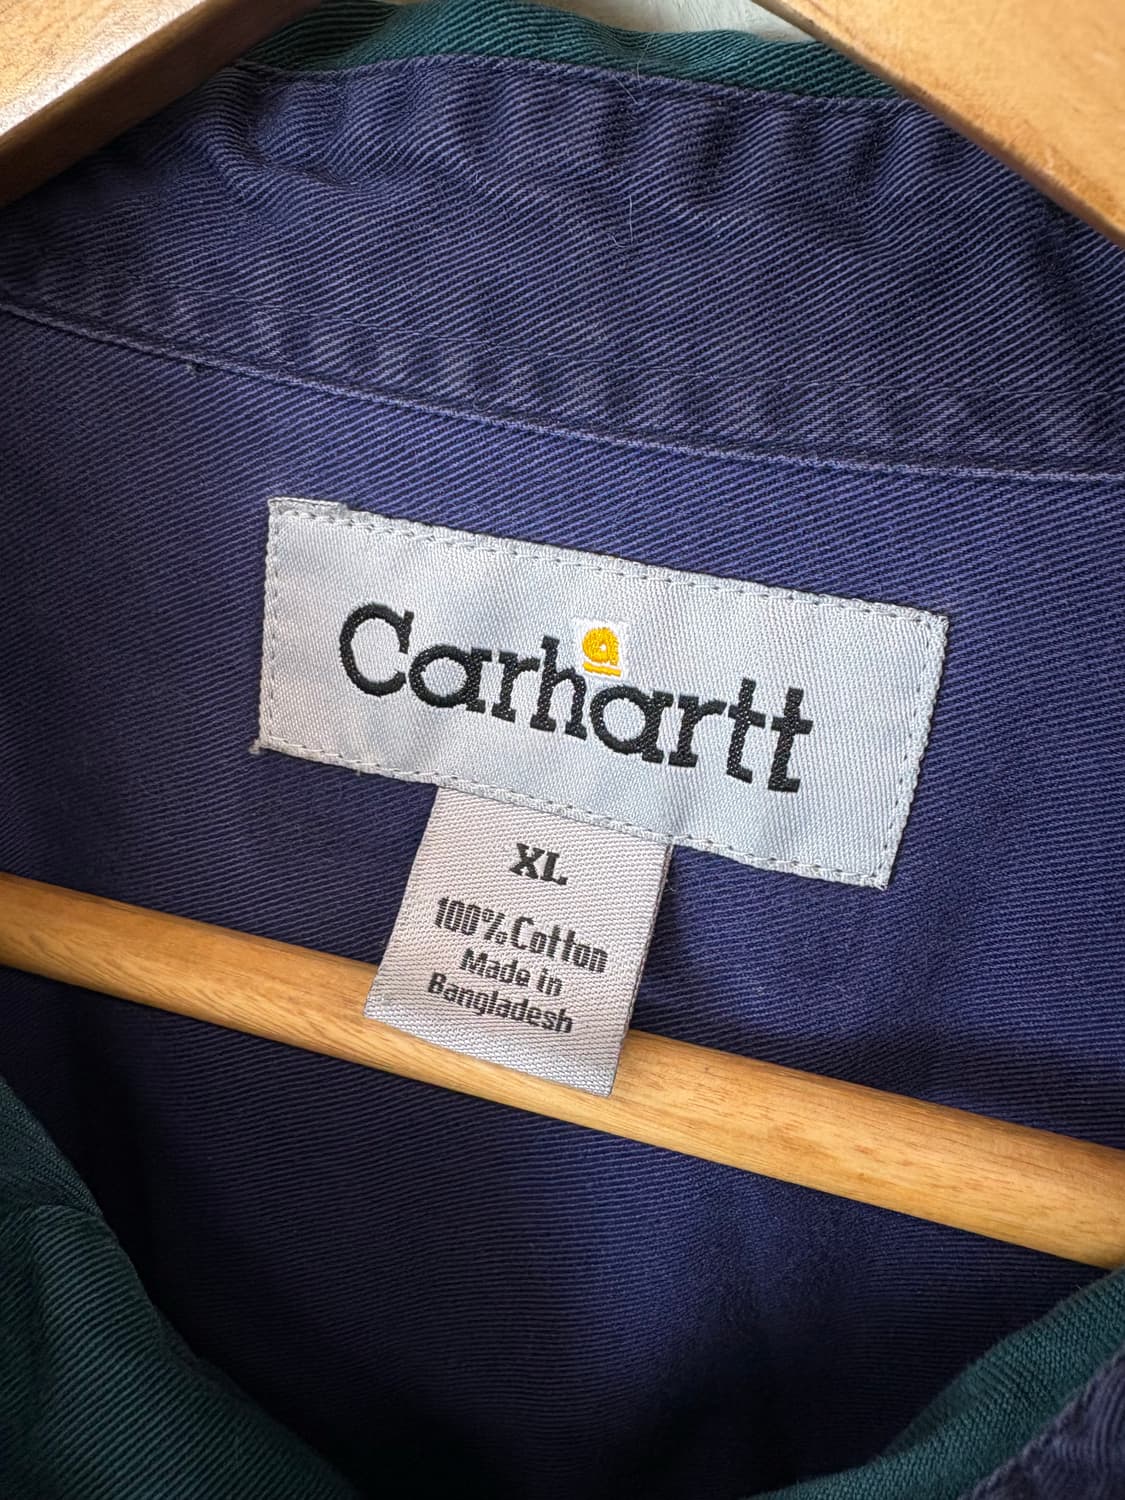 Carhartt
XL
100% Cotton
Made in
Bangladesh